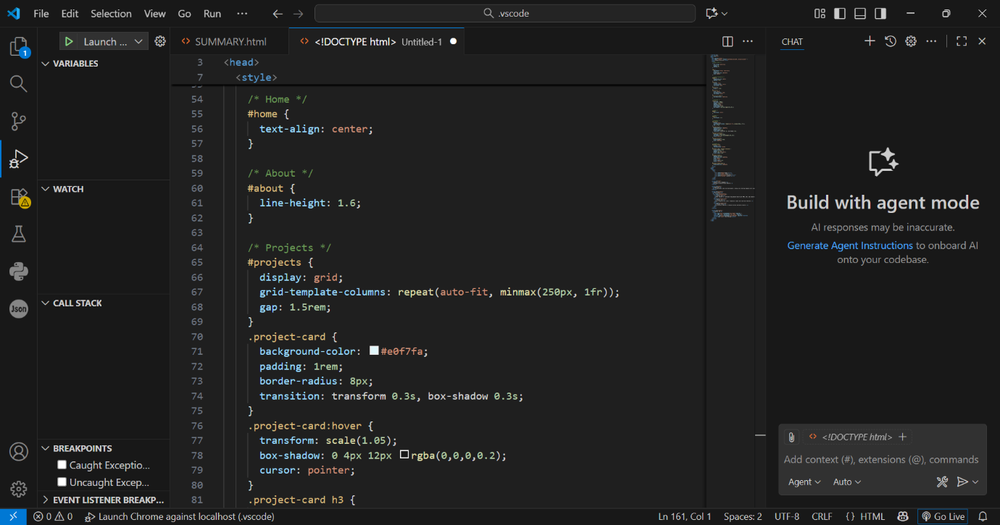 File Edit Selection View Go Run ··· .vscode
1
Launch ...
VARIABLES
WATCH
CALL STACK
BREAKPOINTS
Caught Exceptio...
Uncaught Excep...
EVENT LISTENER BREAKP...
Json
SUMMARY.html
<!DOCTYPE html> Untitled-1
3 <head>
7 <style>
54 /* Home */
55 #home {
56 text-align: center;
57 }
58
59 /* About */
60 #about {
61 line-height: 1.6;
62 }
63
64 /* Projects */
65 #projects {
66 display: grid;
67 grid-template-columns: repeat(auto-fit, minmax(250px, 1fr));
68 gap: 1.5rem;
69 }
70 .project-card {
71 background-color: #e0f7fa;
72 padding: 1rem;
73 border-radius: 8px;
74 transition: transform 0.3s, box-shadow 0.3s;
75 }
76 .project-card:hover {
77 transform: scale(1.05);
78 box-shadow: 0 4px 12px rgba(0,0,0,0.2);
79 cursor: pointer;
80 }
81 .project-card h3 {
CHAT
Build with agent mode
AI responses may be inaccurate.
Generate Agent Instructions to onboard AI
onto your codebase.
<!DOCTYPE html>
Add context (#), extensions (@), commands
Agent Auto
0 0 Launch Chrome against localhost (.vscode) Ln 161, Col 1 Spaces: 2 UTF-8 CRLF {} HTML Go Live